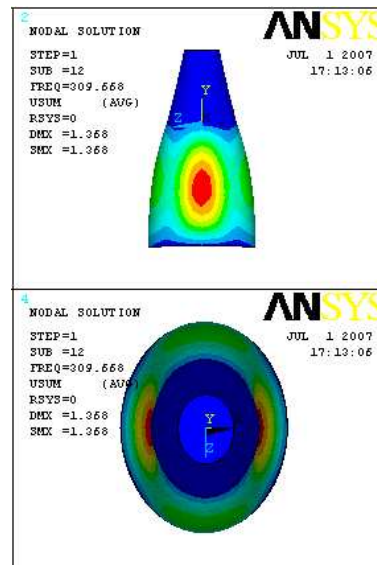 2
ANSYS
NODAL SOLUTION
JUL 1 2007
17:13:06
STEP=1
SUB =12
FREQ=309.668
USUM (AVG)
RSYS=0
DMX =1.368
SMX =1.368
Y
Z
4
ANSYS
NODAL SOLUTION
JUL 1 2007
17:13:06
STEP=1
SUB =12
FREQ=309.668
USUM (AVG)
RSYS=0
DMX =1.368
SMX =1.368
Y
Z